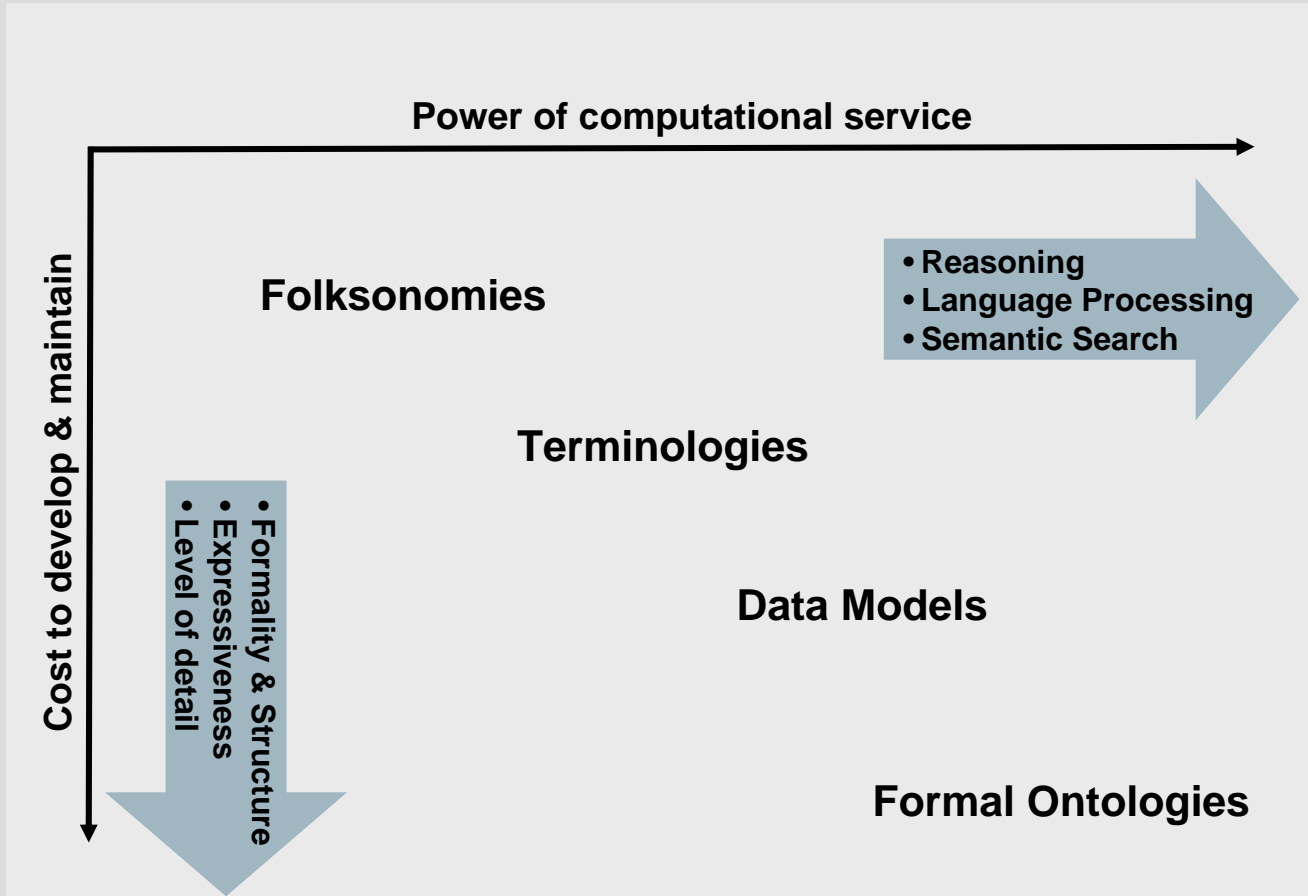 Power of computational service
Cost to develop & maintain
Folksonomies
• Reasoning
• Language Processing
• Semantic Search
Terminologies
• Formality & Structure
• Expressiveness
• Level of detail
Data Models
Formal Ontologies